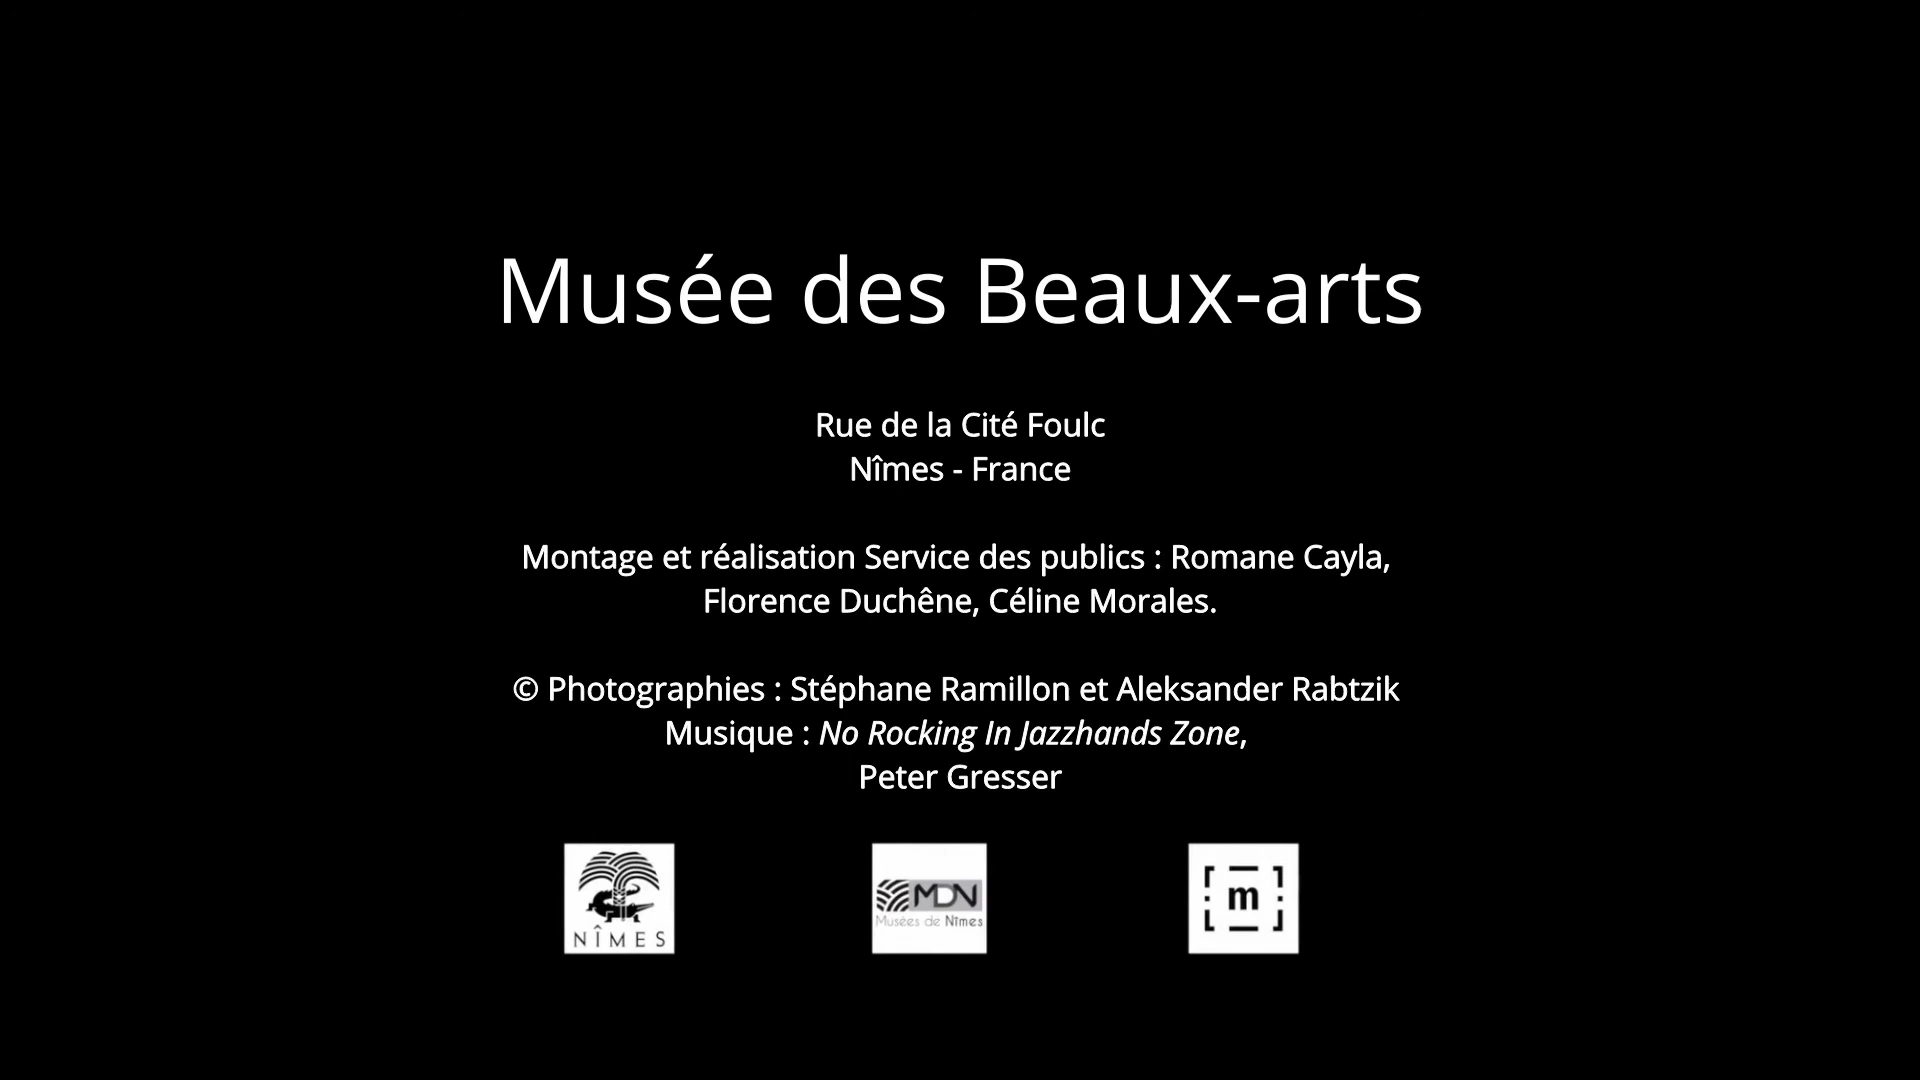 Musée des Beaux-arts
Rue de la Cité Foulc
Nîmes - France
Montage et réalisation Service des publics : Romane Cayla,
Florence Duchêne, Céline Morales.
© Photographies : Stéphane Ramillon et Aleksander Rabtzik
Musique : No Rocking In Jazzhands Zone,
Peter Gresser
NÎMES
MDN
Musées de Nîmes
m